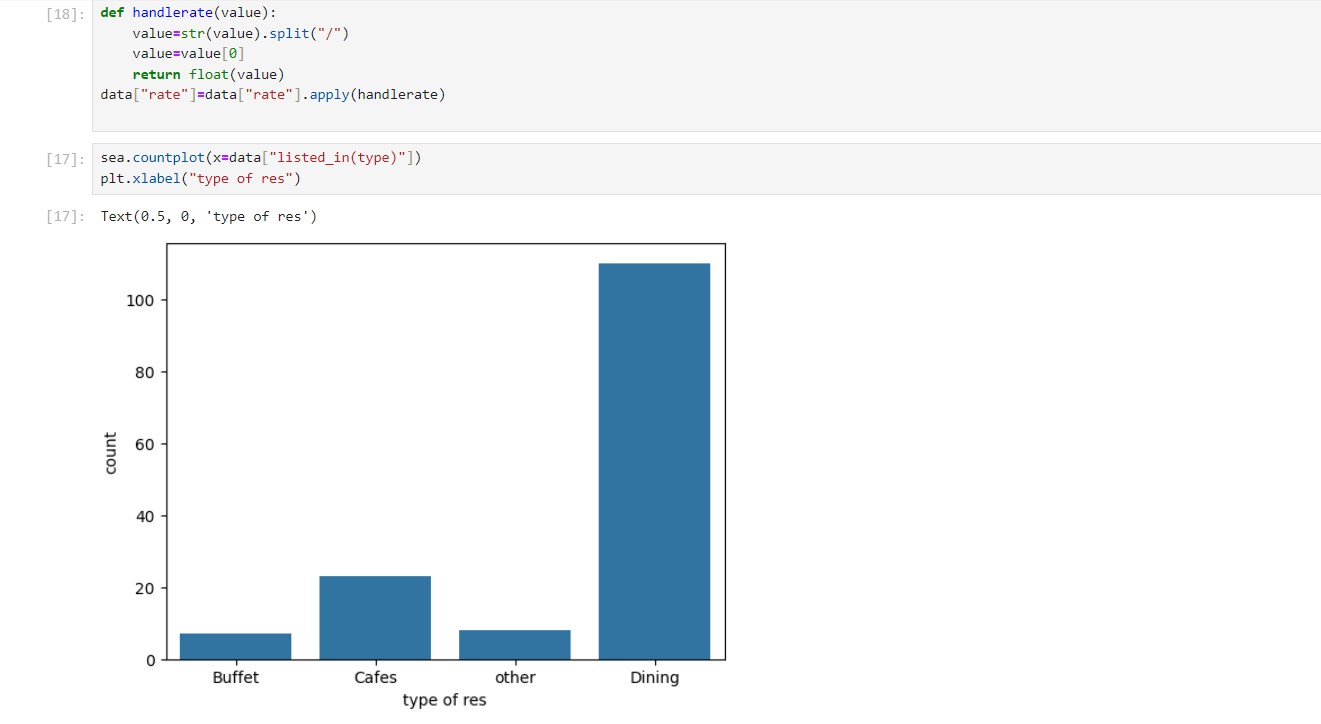 [18]: def handlerate(value):
    value=str(value).split("/")
    value=value[0]
    return float(value)
data["rate"]=data["rate"].apply(handlerate)
[17]: sea.countplot(x=data["listed_in(type)"])
plt.xlabel("type of res")
[17]: Text(0.5, 0, 'type of res')
100
80
60
40
20
0
count
Buffet Cafes other Dining
type of res